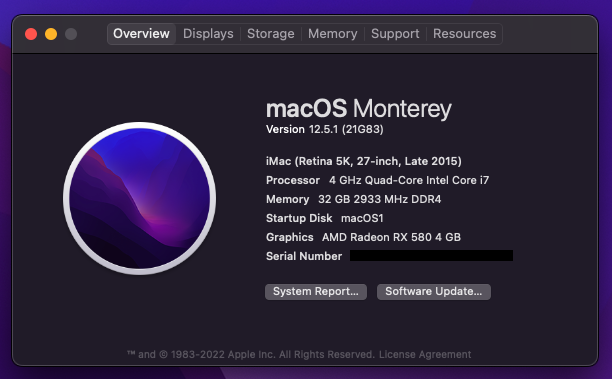 Overview Displays Storage Memory Support Resources
macOS Monterey
Version 12.5.1 (21G83)
iMac (Retina 5K, 27-inch, Late 2015)
Processor 4 GHz Quad-Core Intel Core i7
Memory 32 GB 2933 MHz DDR4
Startup Disk macOS1
Graphics AMD Radeon RX 580 4 GB
Serial Number
System Report... Software Update...
™ and © 1983-2022 Apple Inc. All Rights Reserved. License Agreement